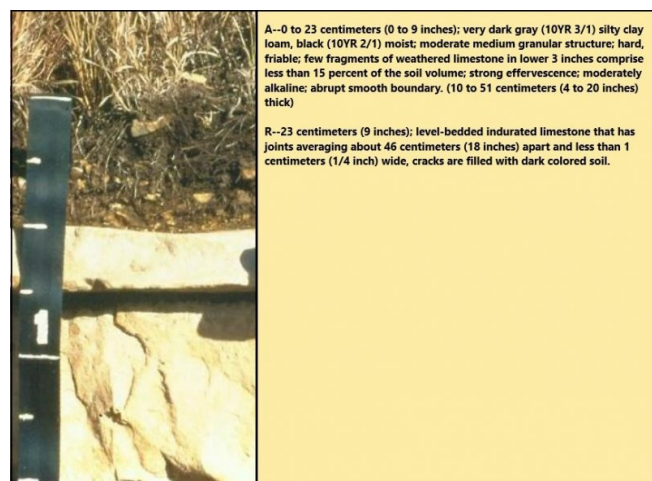 A--0 to 23 centimeters (0 to 9 inches); very dark gray (10YR 3/1) silty clay
loam, black (10YR 2/1) moist; moderate medium granular structure; hard,
friable; few fragments of weathered limestone in lower 3 inches comprise
less than 15 percent of the soil volume; strong effervescence; moderately
alkaline; abrupt smooth boundary. (10 to 51 centimeters (4 to 20 inches)
thick)
R--23 centimeters (9 inches); level-bedded indurated limestone that has
joints averaging about 46 centimeters (18 inches) apart and less than 1
centimeters (1/4 inch) wide, cracks are filled with dark colored soil.
1